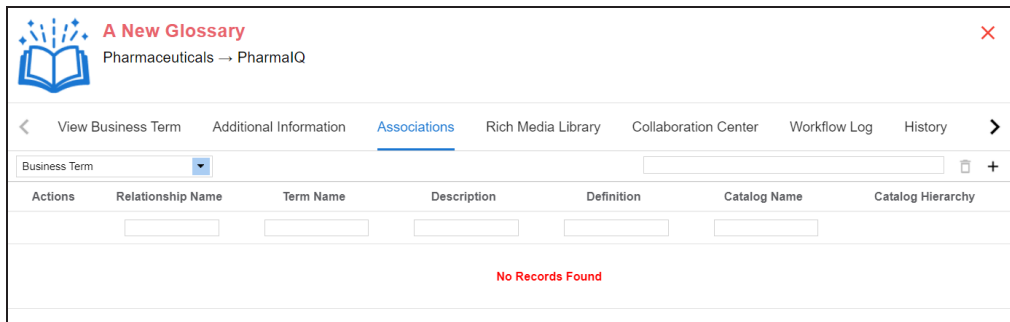 A New Glossary
Pharmaceuticals → PharmaIQ
View Business Term Additional Information Associations Rich Media Library Collaboration Center Workflow Log History
Business Term
Actions Relationship Name Term Name Description Definition Catalog Name Catalog Hierarchy
No Records Found